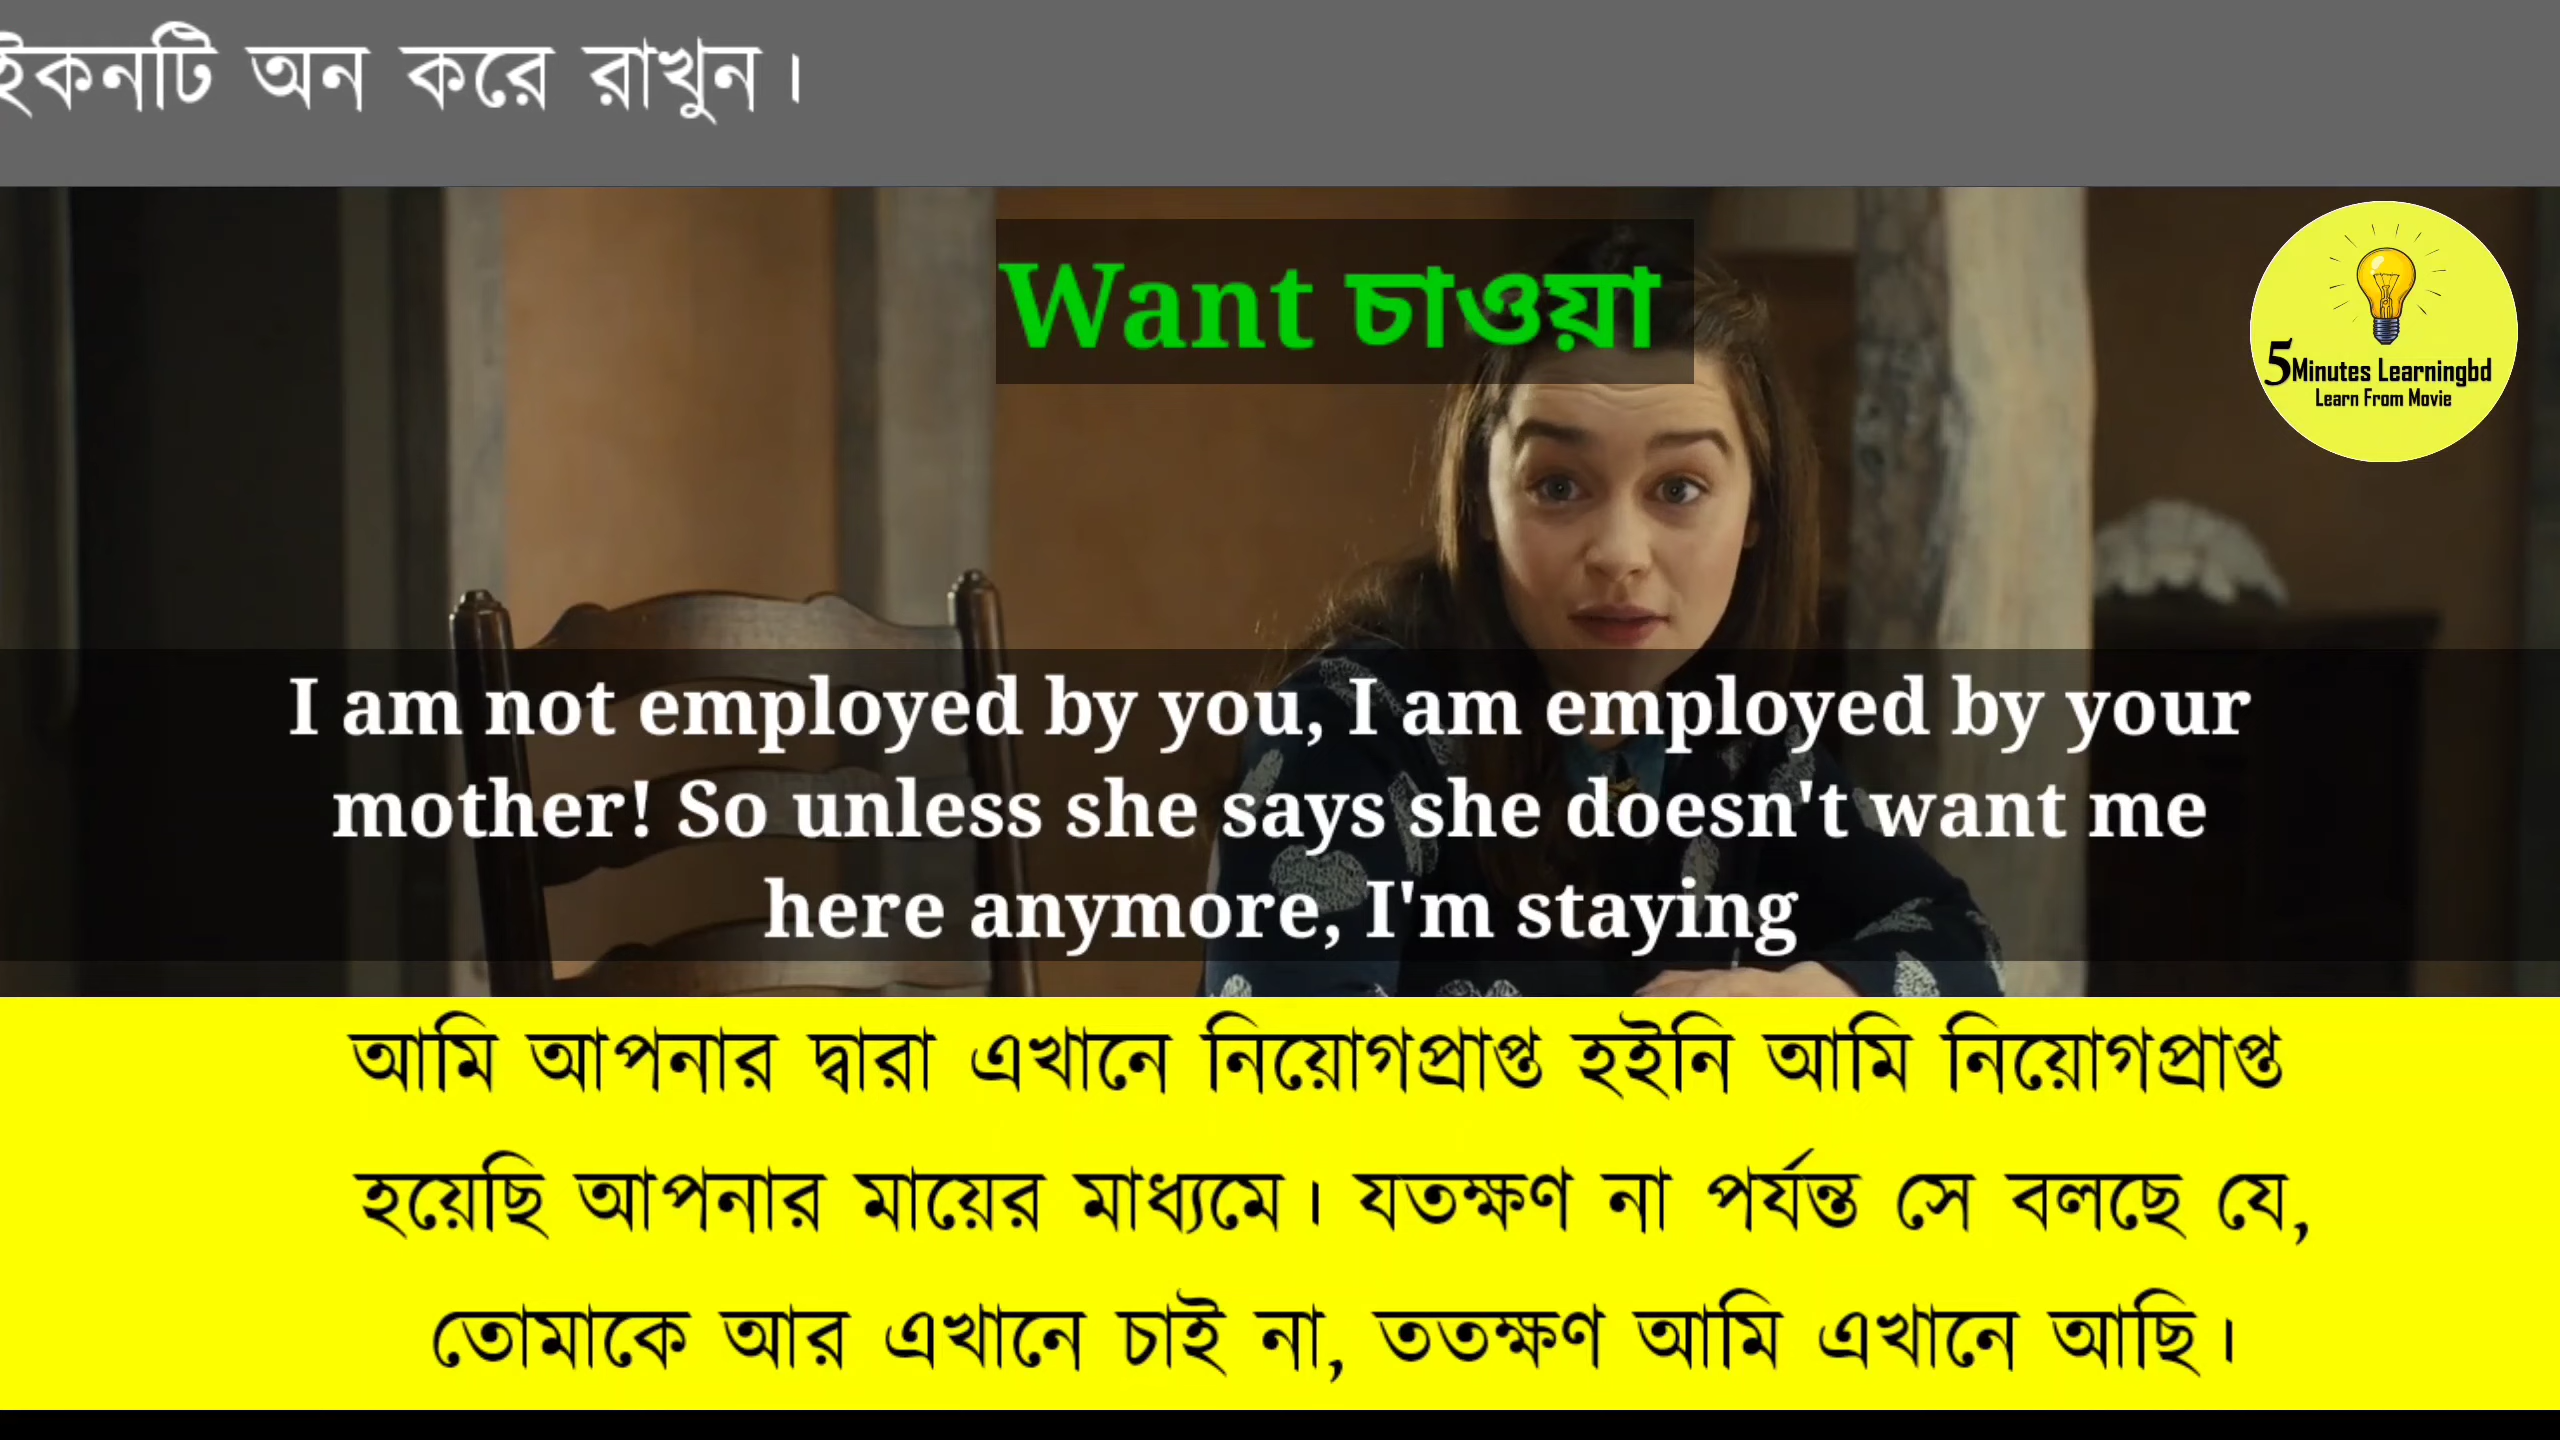 ইকনটি অন করে রাখুন।
Want চাওয়া
5Minutes Learningbd
Learn From Movie
I am not employed by you, I am employed by your
mother! So unless she says she doesn't want me
here anymore, I'm staying
আমি আপনার দ্বারা এখানে নিয়োগপ্রাপ্ত হইনি আমি নিয়োগপ্রাপ্ত
হয়েছি আপনার মায়ের মাধ্যমে। যতক্ষণ না পর্যন্ত সে বলছে যে,
তোমাকে আর এখানে চাই না, ততক্ষণ আমি এখানে আছি।